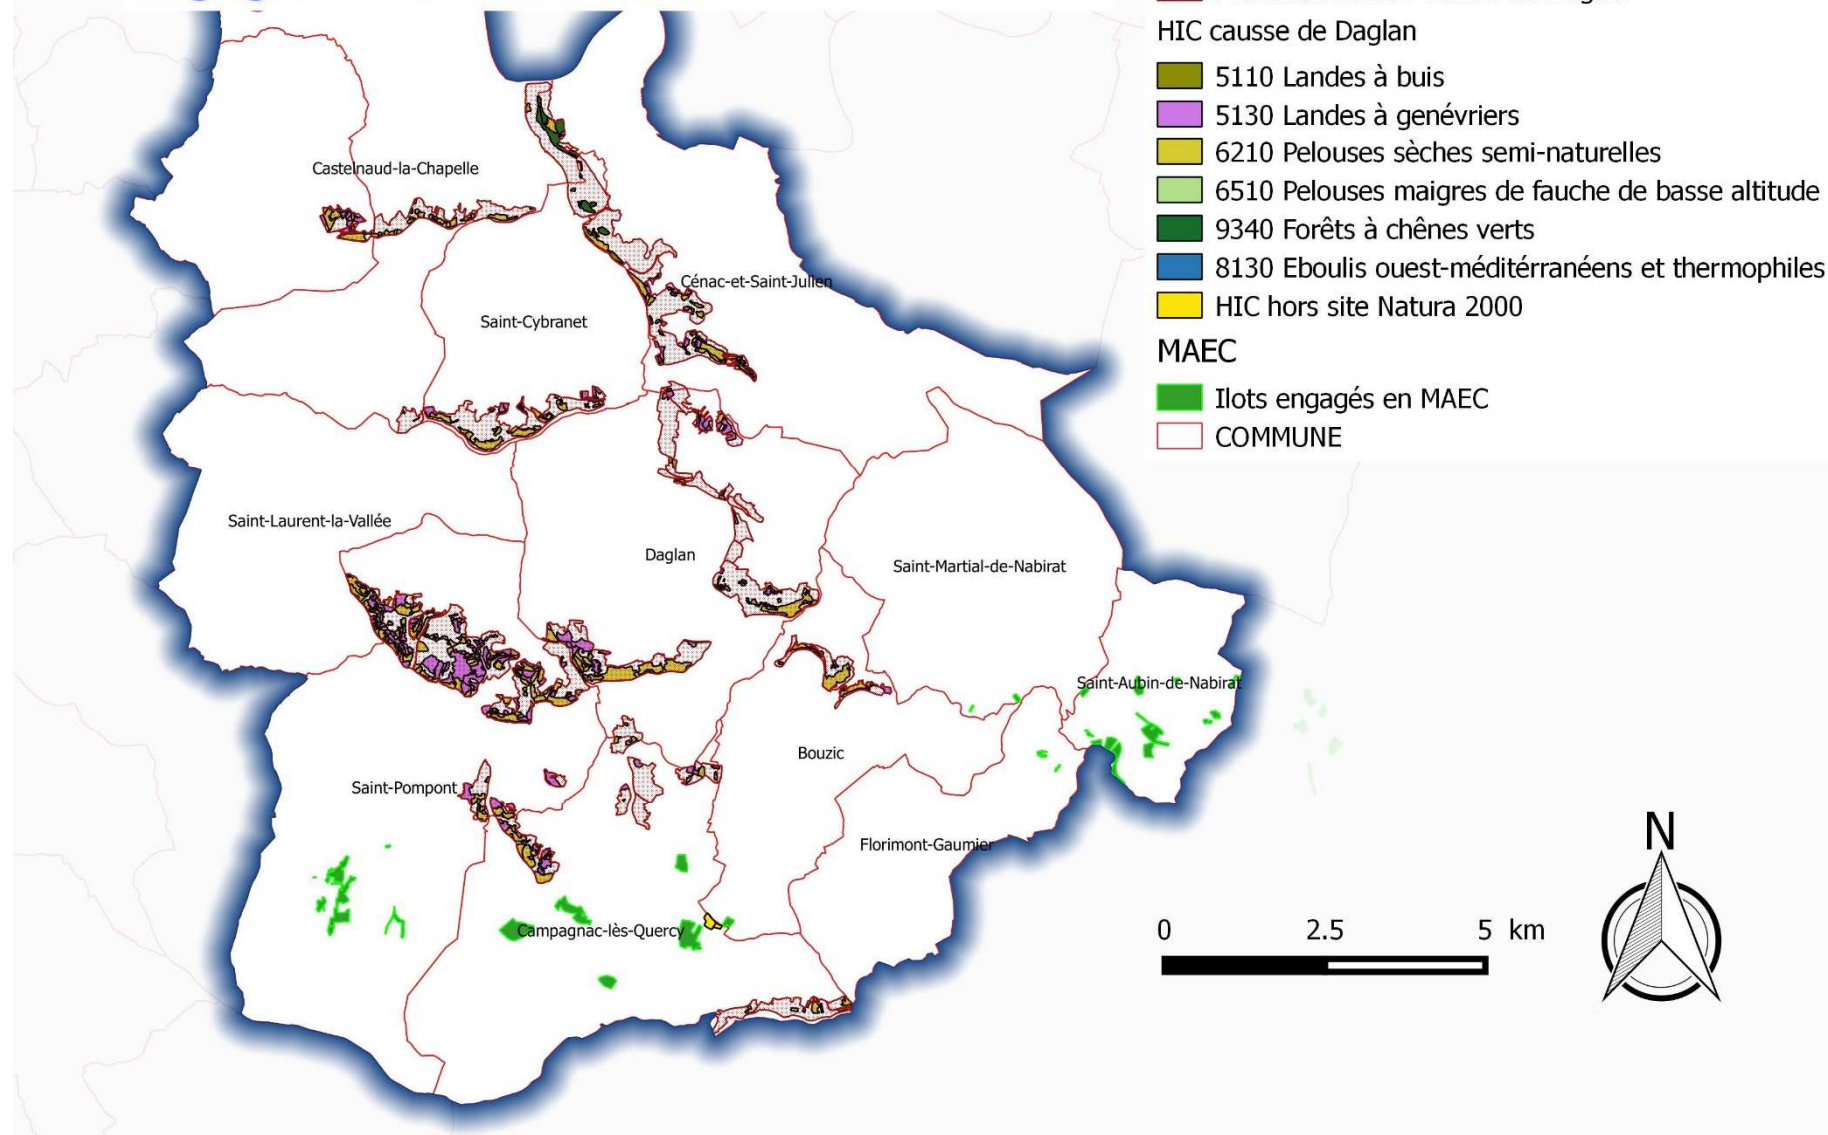 HIC causse de Daglan
5110 Landes à buis
5130 Landes à genévriers
6210 Pelouses sèches semi-naturelles
6510 Pelouses maigres de fauche de basse altitude
9340 Forêts à chênes verts
8130 Eboulis ouest-méditérranéens et thermophiles
HIC hors site Natura 2000
MAEC
Ilots engagés en MAEC
COMMUNE
Castelnaud-la-Chapelle
Cénac-et-Saint-Julien
Saint-Cybranet
Saint-Laurent-la-Vallée
Daglan
Saint-Martial-de-Nabirat
Saint-Aubin-de-Nabirat
Bouzic
Saint-Pompont
Florimont-Gaumier
Campagnac-lès-Quercy
N
0 2.5 5 km